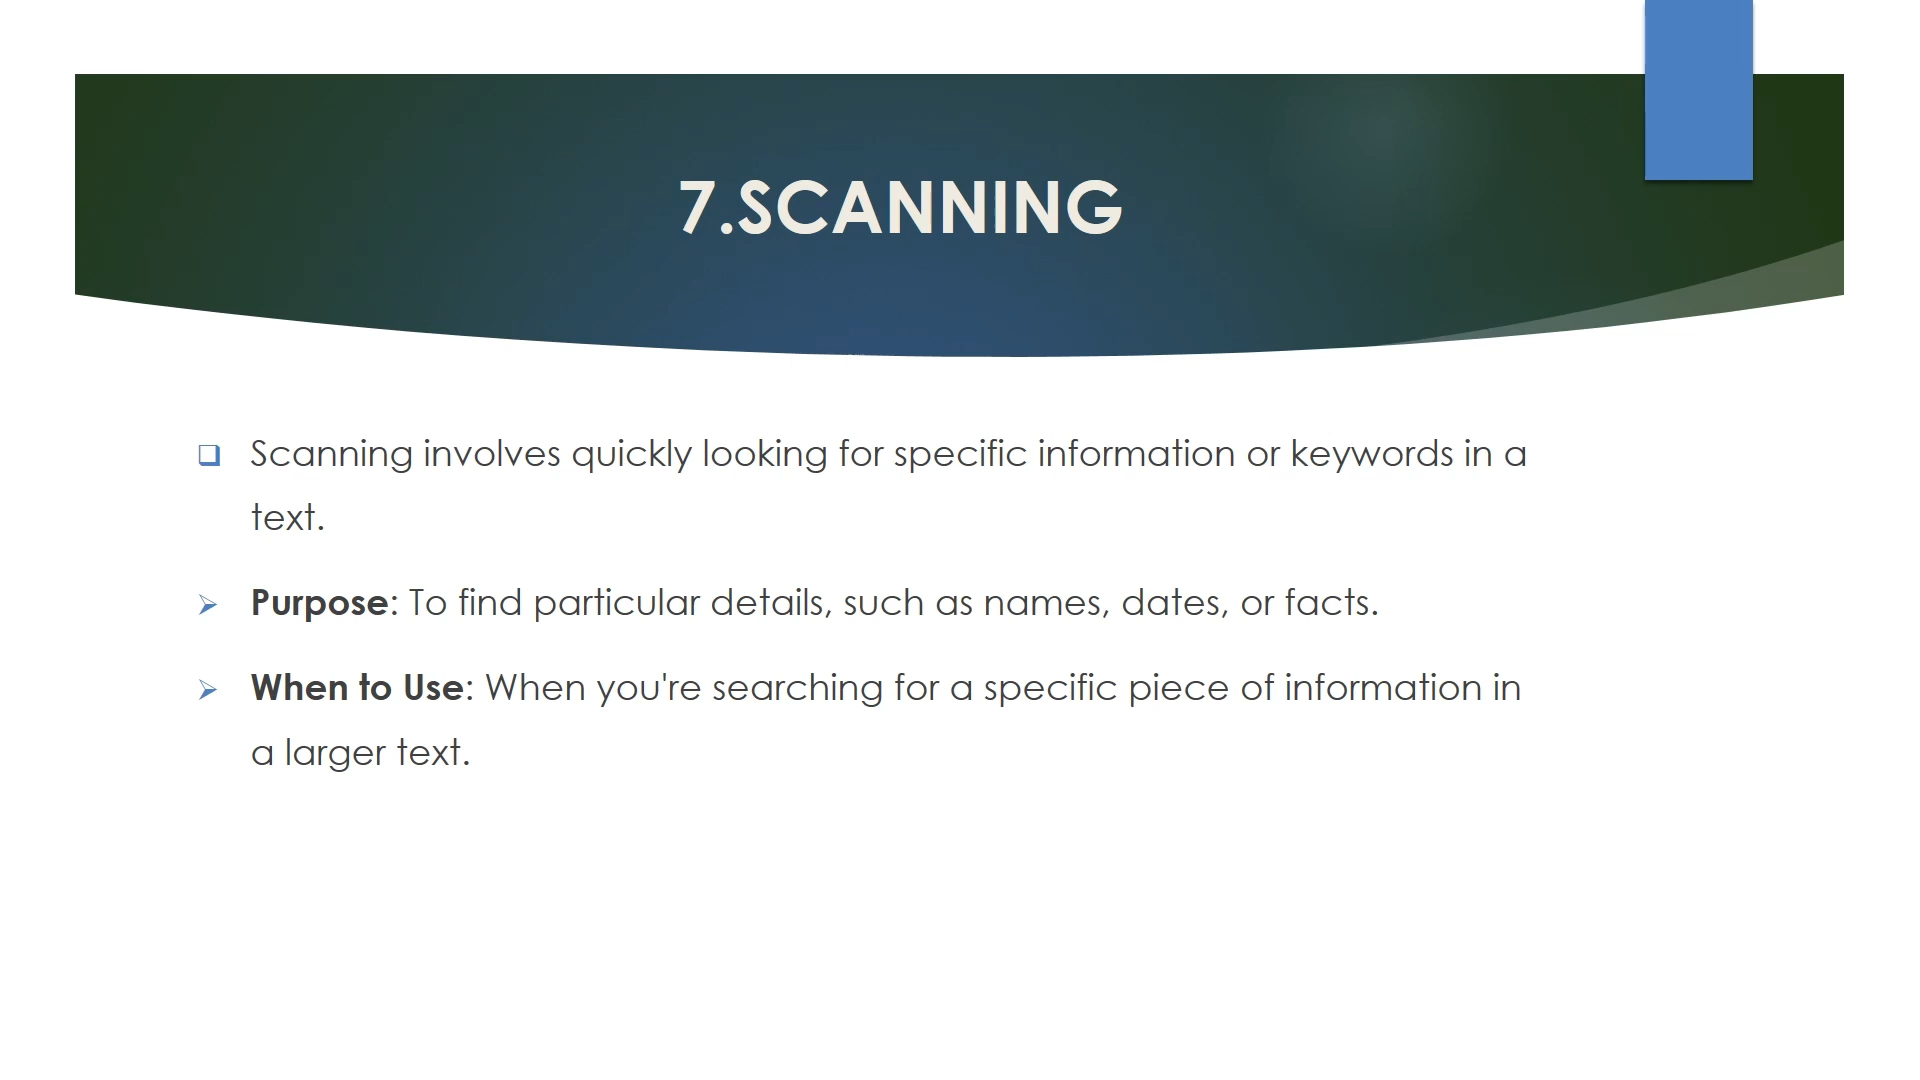 7.SCANNING
Scanning involves quickly looking for specific information or keywords in a
text.
Purpose: To find particular details, such as names, dates, or facts.
When to Use: When you're searching for a specific piece of information in
a larger text.